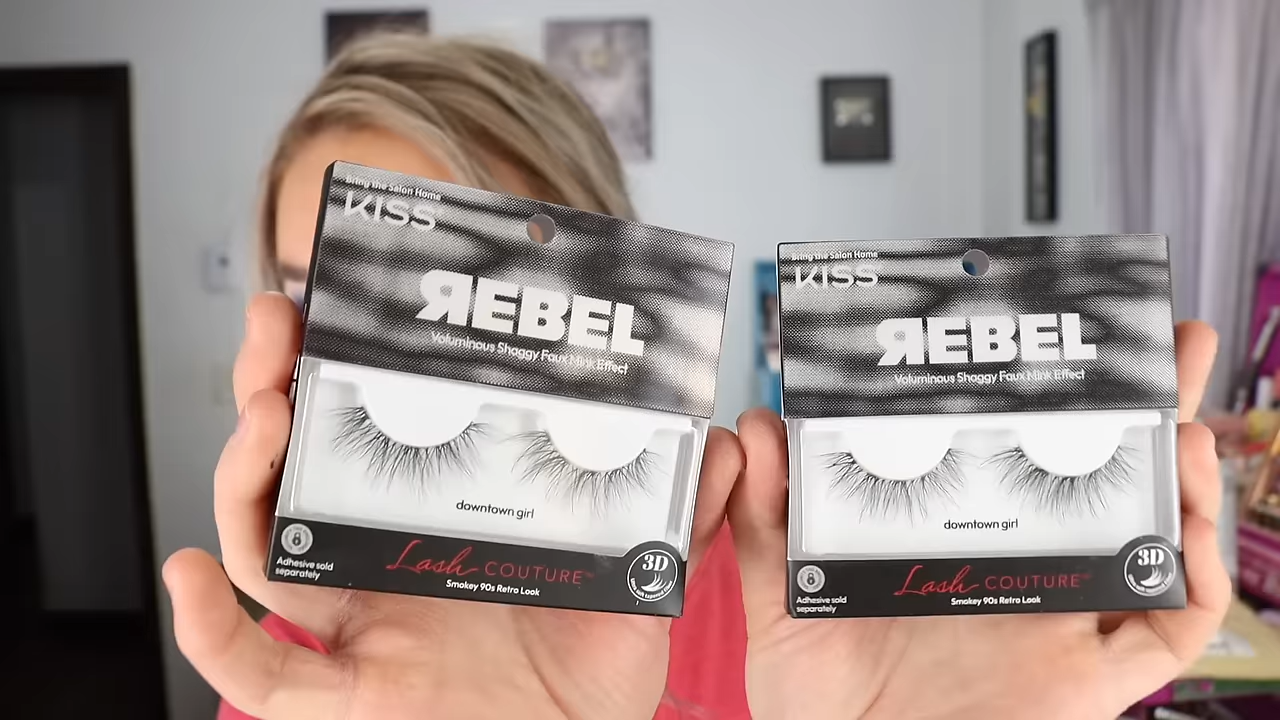 Bring the Salon Home
KISS
REBEL
Voluminous Shaggy Faux Mink Effect
downtown girl
Adhesive sold
separately
Lash COUTURE™
Smokey 90s Retro Look
3D
Bring the Salon Home
KISS
REBEL
Voluminous Shaggy Faux Mink Effect
downtown girl
Adhesive sold
separately
Lash COUTURE™
Smokey 90s Retro Look
3D